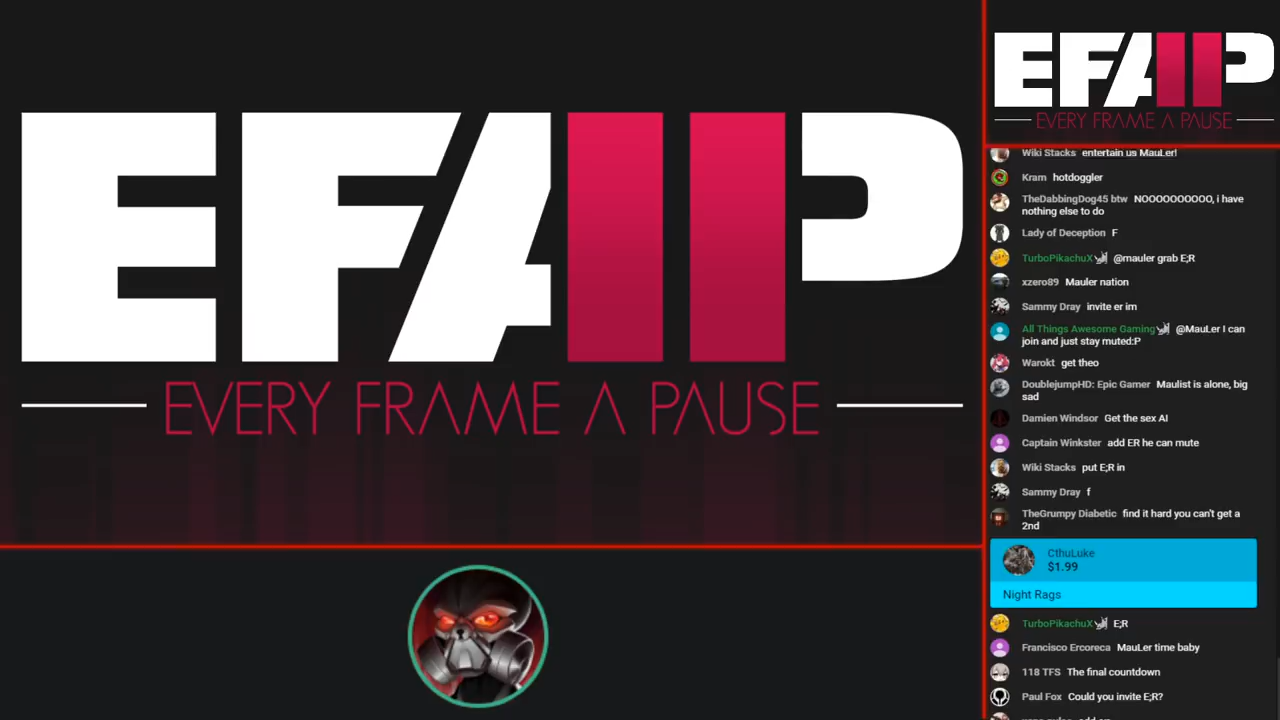 EFAP
EVERY FRAME A PAUSE
EFAP
EVERY FRAME A PAUSE
Wiki Stacks entertain us MauLer!
Kram hotdoggler
TheDabbingDog45 btw NOOOOOOOOOO, i have
nothing else to do
Lady of Deception F
TurboPikachuX @mauler grab E;R
xzero89 Mauler nation
Sammy Dray invite er im
All Things Awesome Gaming @MauLer I can
join and just stay muted:P
Warokt get theo
DoublejumpHD: Epic Gamer Maulist is alone, big
sad
Damien Windsor Get the sex AI
Captain Winkster add ER he can mute
Wiki Stacks put E;R in
Sammy Dray f
TheGrumpy Diabetic find it hard you can't get a
2nd
CthuLuke
$1.99
Night Rags
TurboPikachuX E;R
Francisco Ercoreca MauLer time baby
118 TFS The final countdown
Paul Fox Could you invite E;R?